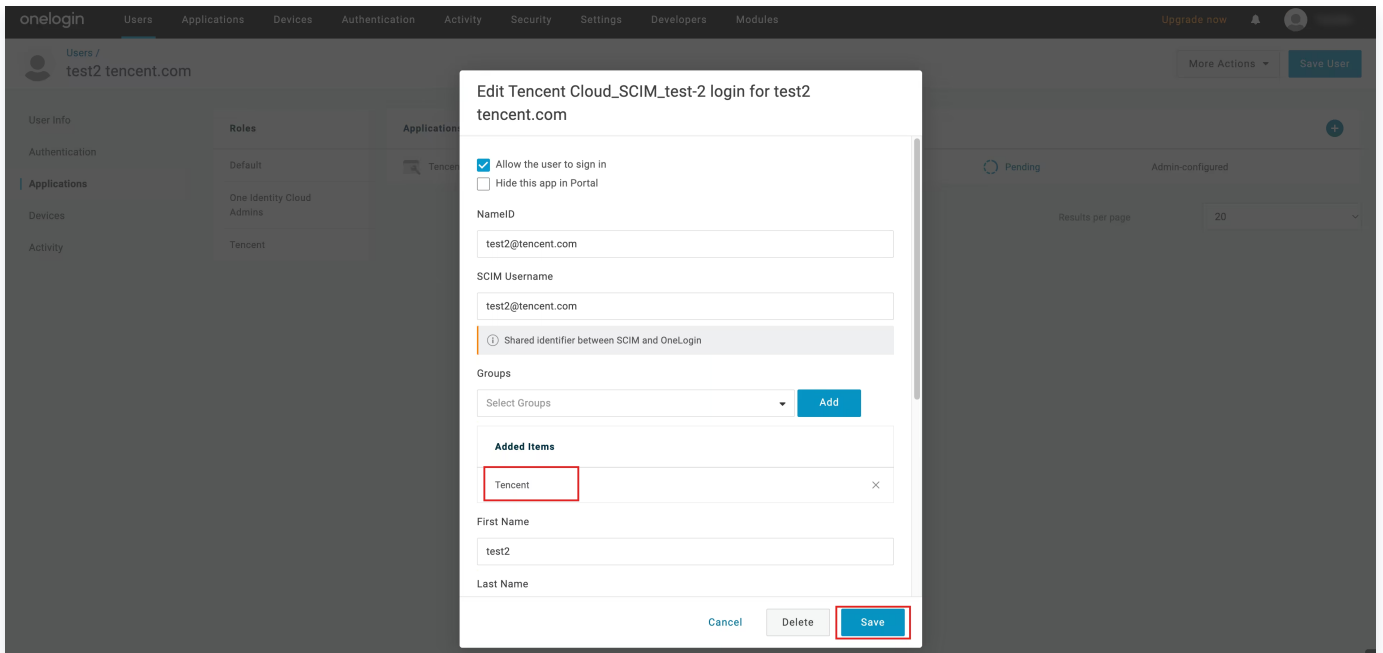 onelogin Users Applications Devices Authentication Activity Security Settings Developers Modules Upgrade now
Users /
test2 tencent.com
More Actions Save User
User Info
Authentication
Applications
Devices
Activity
Roles
Default
One Identity Cloud
Admins
Tencent
Application
Tencen
Pending Admin-configured
Results per page 20
Edit Tencent Cloud_SCIM_test-2 login for test2
tencent.com
Allow the user to sign in
Hide this app in Portal
NameID
test2@tencent.com
SCIM Username
test2@tencent.com
Shared identifier between SCIM and OneLogin
Groups
Select Groups Add
Added Items
Tencent
First Name
test2
Last Name
Cancel Delete Save